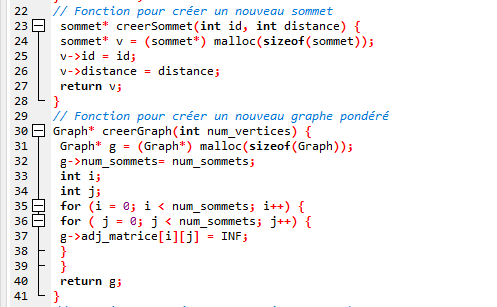 22 // Fonction pour créer un nouveau sommet
23 sommet* creerSommet(int id, int distance) {
24 sommet* v = (sommet*) malloc(sizeof(sommet));
25 v->id = id;
26 v->distance = distance;
27 return v;
28 }
29 // Fonction pour créer un nouveau graphe pondéré
30 Graph* creerGraph(int num_vertices) {
31 Graph* g = (Graph*) malloc(sizeof(Graph));
32 g->num_sommets= num_sommets;
33 int i;
34 int j;
35 for (i = 0; i < num_sommets; i++) {
36 for ( j = 0; j < num_sommets; j++) {
37 g->adj_matrice[i][j] = INF;
38 }
39 }
40 return g;
41 }